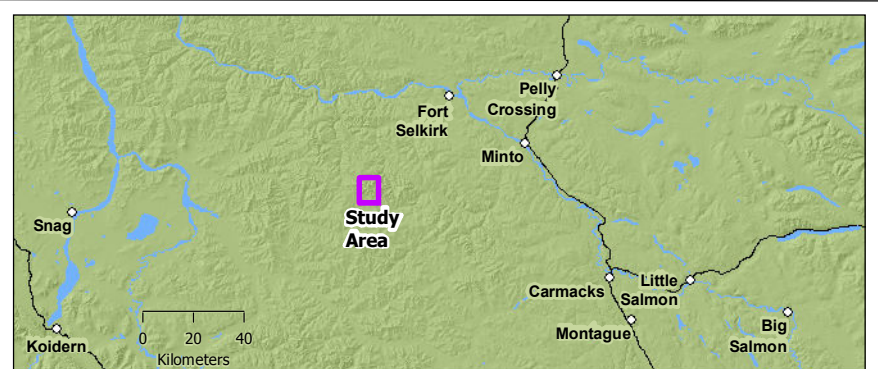 Pelly
Crossing
Fort
Selkirk
Minto
Study
Area
Snag
Carmacks
Little
Salmon
Montague
Big
Salmon
Koidern
0 20 40
Kilometers